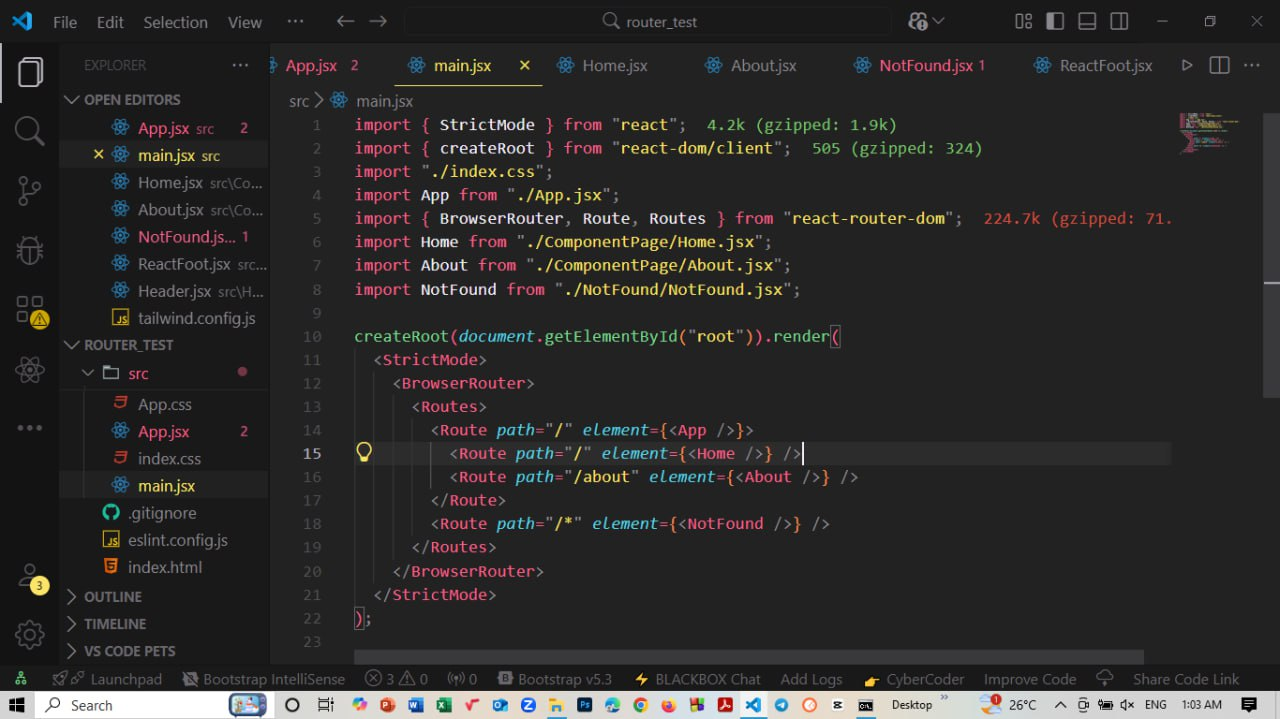 File Edit Selection View ··· router_test
EXPLORER ···
OPEN EDITORS
App.jsx src 2
main.jsx src
Home.jsx src\Co...
About.jsx src\Co...
NotFound.js... 1
ReactFoot.jsx src...
Header.jsx src\H...
tailwind.config.js
ROUTER_TEST
src
App.css
App.jsx 2
index.css
main.jsx
.gitignore
eslint.config.js
index.html
OUTLINE
TIMELINE
VS CODE PETS
3
App.jsx 2 main.jsx Home.jsx About.jsx NotFound.jsx 1 ReactFoot.jsx ···
src > main.jsx
1 import { StrictMode } from "react"; 4.2k (gzipped: 1.9k)
2 import { createRoot } from "react-dom/client"; 505 (gzipped: 324)
3 import "./index.css";
4 import App from "./App.jsx";
5 import { BrowserRouter, Route, Routes } from "react-router-dom"; 224.7k (gzipped: 71.
6 import Home from "./ComponentPage/Home.jsx";
7 import About from "./ComponentPage/About.jsx";
8 import NotFound from "./NotFound/NotFound.jsx";
9
10 createRoot(document.getElementById("root")).render(
11 <StrictMode>
12 <BrowserRouter>
13 <Routes>
14 <Route path="/" element={<App />}>
15 <Route path="/" element={<Home />} />
16 <Route path="/about" element={<About />} />
17 </Route>
18 <Route path="/*" element={<NotFound />} />
19 </Routes>
20 </BrowserRouter>
21 </StrictMode>
22 );
23
Launchpad Bootstrap IntelliSense 3 0 0 Bootstrap v5.3 BLACKBOX Chat Add Logs CyberCoder Improve Code Share Code Link
Search Desktop 1 26°C ENG 1:03 AM